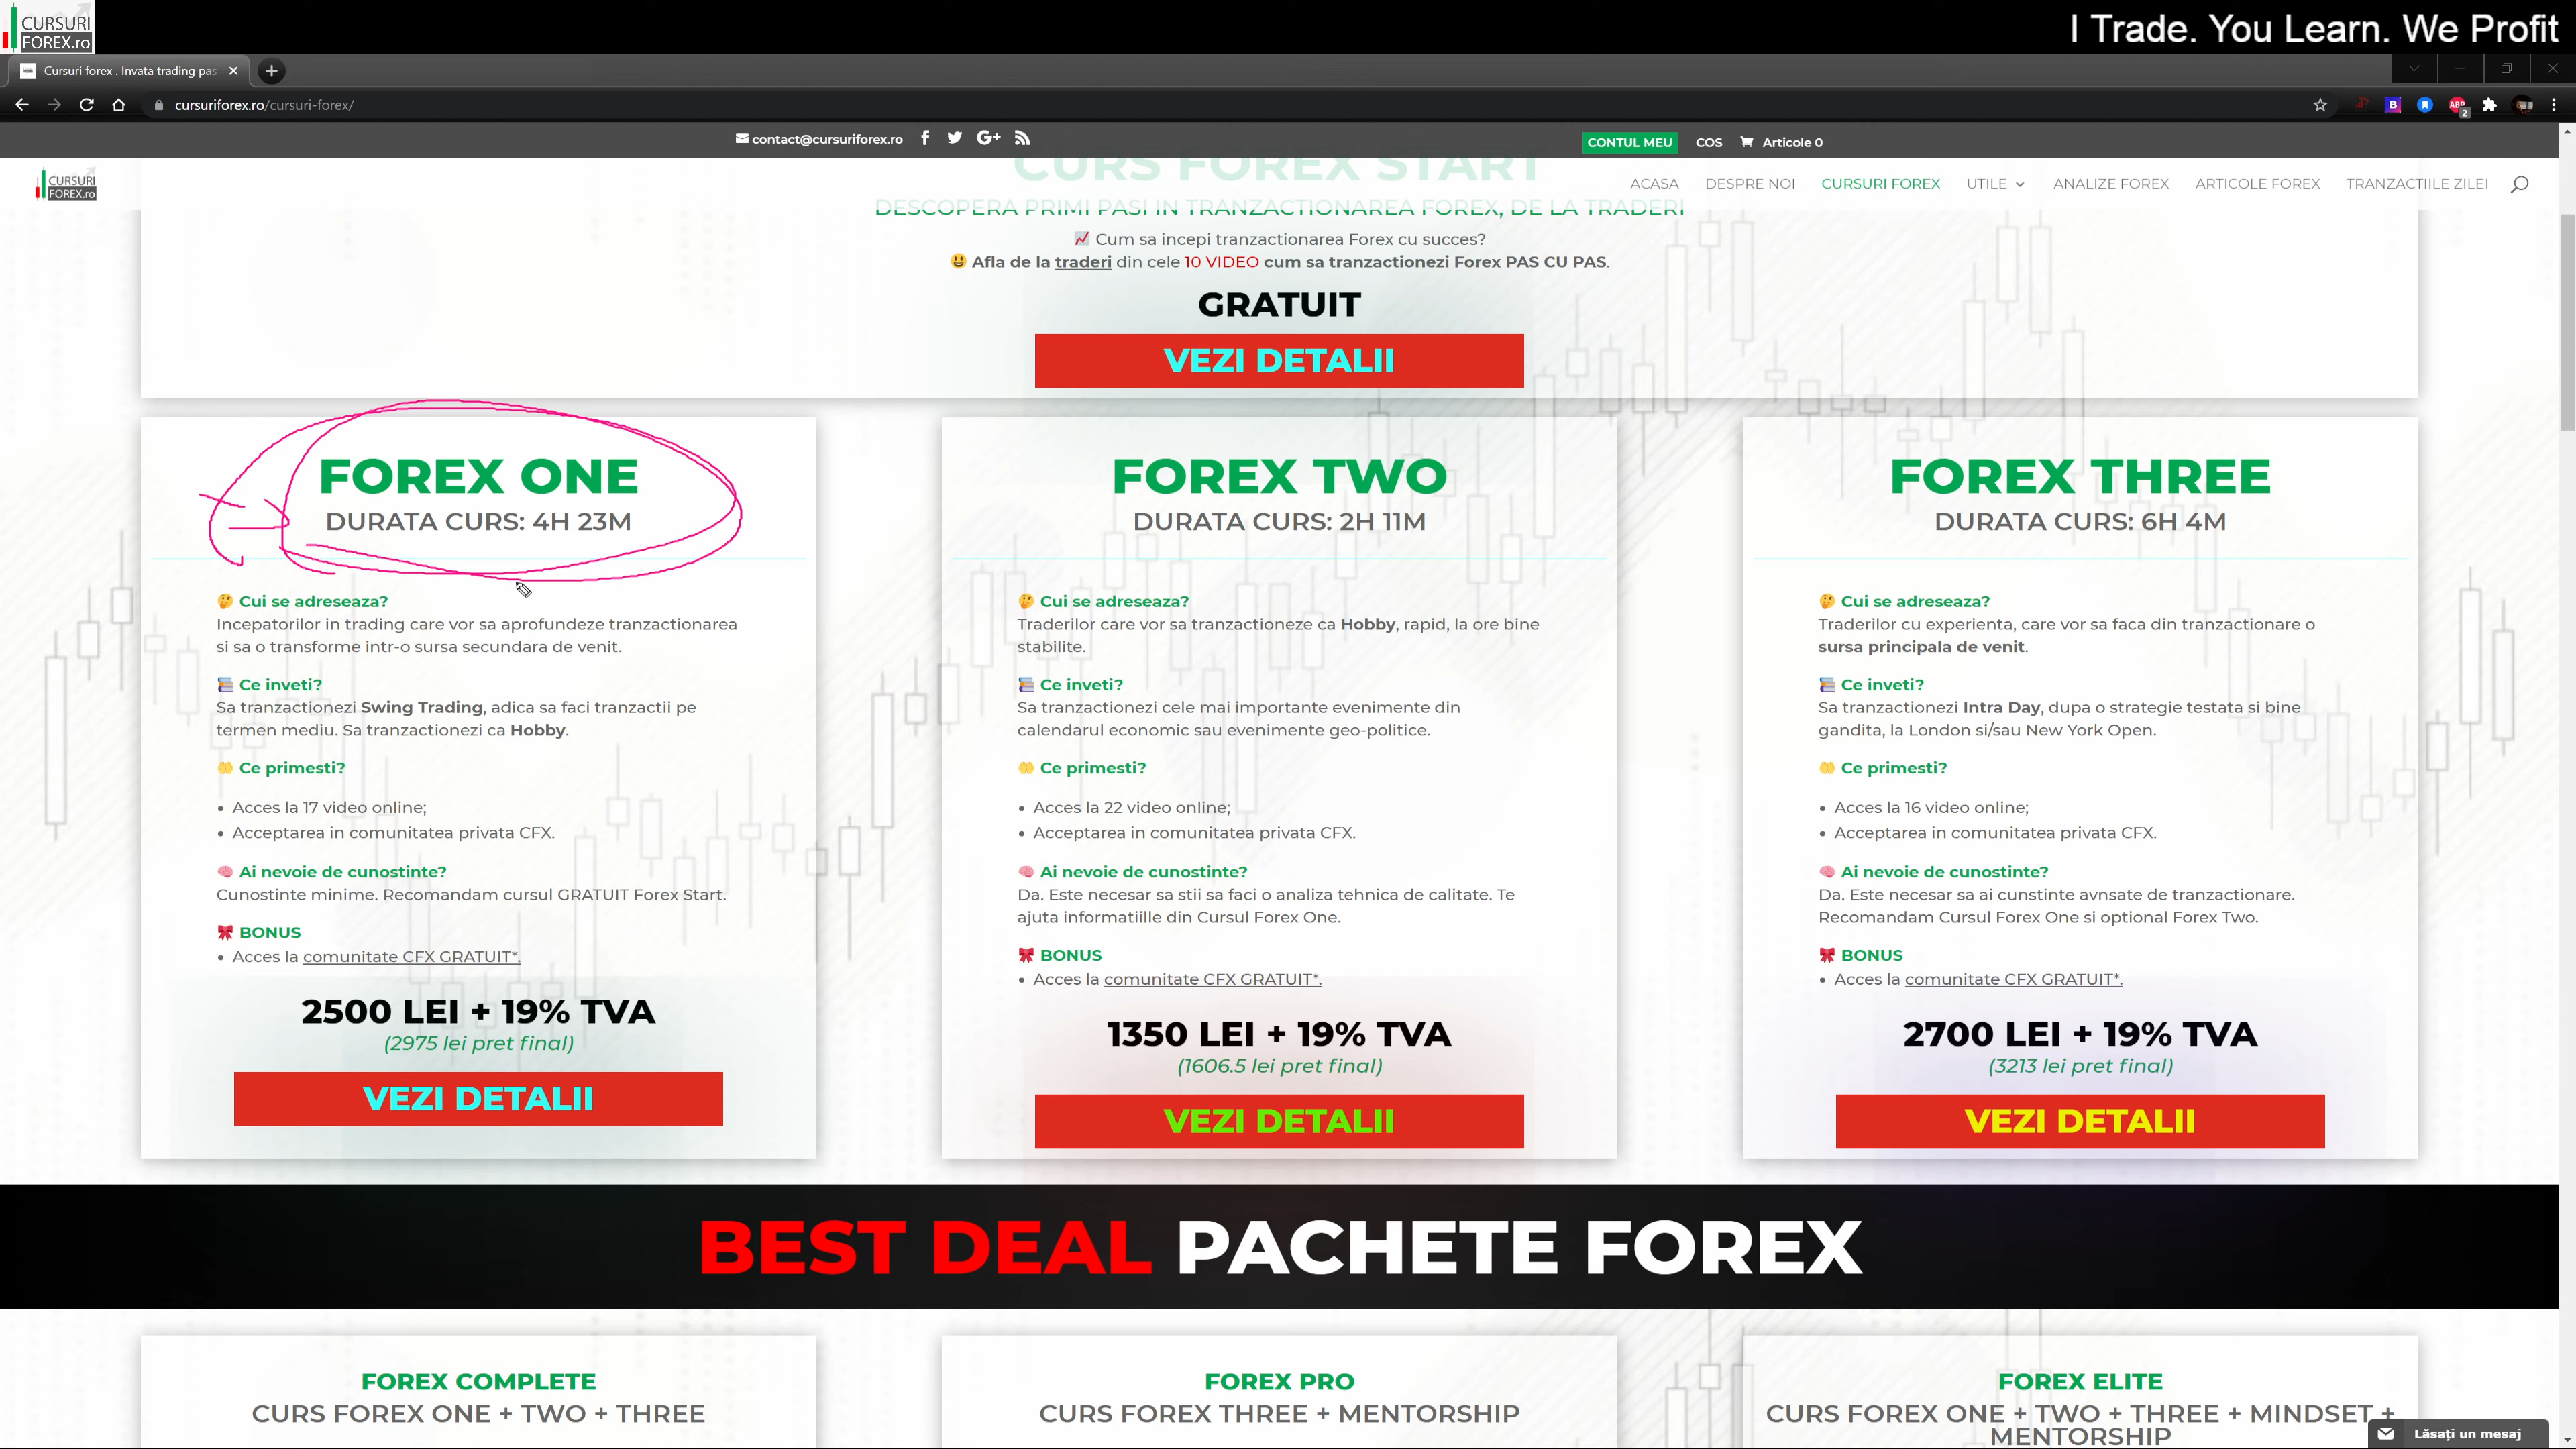 CURSURI
FOREX.ro
I Trade. You Learn. We Profit
Cursuri forex . Invata trading pas
cursuriforex.ro/cursuri-forex/
2
contact@cursuriforex.ro
CONTUL MEU COS Articole 0
CURS FOREX START
CURSURI
FOREX.ro
ACASA DESPRE NOI CURSURI FOREX UTILE ANALIZE FOREX ARTICOLE FOREX TRANZACTIILE ZILEI
DESCOPERA PRIMI PASI IN TRANZACTIONAREA FOREX, DE LA TRADERI
Cum sa incepi tranzactionarea Forex cu succes?
Afla de la traderi din cele 10 VIDEO cum sa tranzactionezi Forex PAS CU PAS.
GRATUIT
VEZI DETALII
FOREX ONE
DURATA CURS: 4H 23M
Cui se adreseaza?
Incepatorilor in trading care vor sa aprofundeze tranzactionarea
si sa o transforme intr-o sursa secundara de venit.
Ce inveti?
Sa tranzactionezi Swing Trading, adica sa faci tranzactii pe
termen mediu. Sa tranzactionezi ca Hobby.
Ce primesti?
• Acces la 17 video online;
• Acceptarea in comunitatea privata CFX.
Ai nevoie de cunostinte?
Cunostinte minime. Recomandam cursul GRATUIT Forex Start.
BONUS
• Acces la comunitate CFX GRATUIT*.
2500 LEI + 19% TVA
(2975 lei pret final)
VEZI DETALII
FOREX TWO
DURATA CURS: 2H 11M
Cui se adreseaza?
Traderilor care vor sa tranzactioneze ca Hobby, rapid, la ore bine
stabilite.
Ce inveti?
Sa tranzactionezi cele mai importante evenimente din
calendarul economic sau evenimente geo-politice.
Ce primesti?
• Acces la 22 video online;
• Acceptarea in comunitatea privata CFX.
Ai nevoie de cunostinte?
Da. Este necesar sa stii sa faci o analiza tehnica de calitate. Te
ajuta informatiille din Cursul Forex One.
BONUS
• Acces la comunitate CFX GRATUIT*.
1350 LEI + 19% TVA
(1606.5 lei pret final)
VEZI DETALII
FOREX THREE
DURATA CURS: 6H 4M
Cui se adreseaza?
Traderilor cu experienta, care vor sa faca din tranzactionare o
sursa principala de venit.
Ce inveti?
Sa tranzactionezi Intra Day, dupa o strategie testata si bine
gandita, la London si/sau New York Open.
Ce primesti?
• Acces la 16 video online;
• Acceptarea in comunitatea privata CFX.
Ai nevoie de cunostinte?
Da. Este necesar sa ai cunstinte avnsate de tranzactionare.
Recomandam Cursul Forex One si optional Forex Two.
BONUS
• Acces la comunitate CFX GRATUIT*.
2700 LEI + 19% TVA
(3213 lei pret final)
VEZI DETALII
BEST DEAL PACHETE FOREX
FOREX COMPLETE
CURS FOREX ONE + TWO + THREE
FOREX PRO
CURS FOREX THREE + MENTORSHIP
FOREX ELITE
CURS FOREX ONE + TWO + THREE + MINDSET +
MENTORSHIP
Lăsați un mesaj